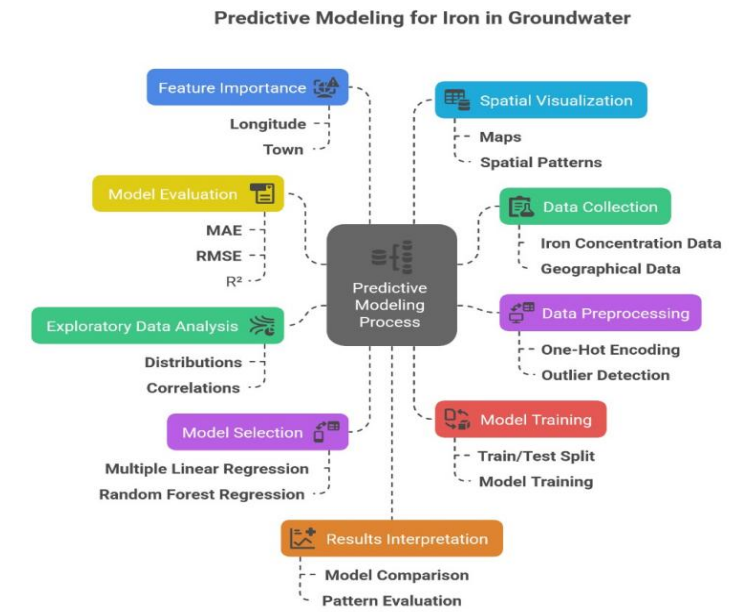 Predictive Modeling for Iron in Groundwater
Feature Importance
Longitude
Town
Spatial Visualization
Maps
Spatial Patterns
Model Evaluation
MAE
RMSE
R²
Data Collection
Iron Concentration Data
Geographical Data
Predictive
Modeling
Process
Exploratory Data Analysis
Distributions
Correlations
Data Preprocessing
One-Hot Encoding
Outlier Detection
Model Selection
Multiple Linear Regression
Random Forest Regression
Model Training
Train/Test Split
Model Training
Results Interpretation
Model Comparison
Pattern Evaluation